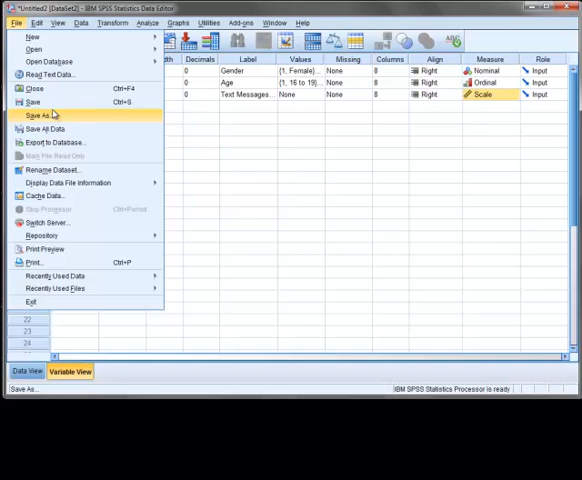 *Untitled2 [DataSet2] - IBM SPSS Statistics Data Editor
File Edit View Data Transform Analyze Graphs Utilities Add-ons Window Help
New
Open
Open Database
Read Text Data...
Close Ctrl+F4
Save Ctrl+S
Save As...
Save All Data
Export to Database...
Mark File Read Only
Rename Dataset...
Display Data File Information
Cache Data...
Stop Processor Ctrl+Period
Switch Server...
Repository
Print Preview
Print... Ctrl+P
Recently Used Data
Recently Used Files
Exit
Decimals Label Values Missing Columns Align Measure Role
0 Gender {1, Female} None 8 Right Nominal Input
0 Age {1, 16 to 19} None 8 Right Ordinal Input
0 Text Messages... None None 8 Right Scale Input
22
23
Data View Variable View
Save As... IBM SPSS Statistics Processor is ready